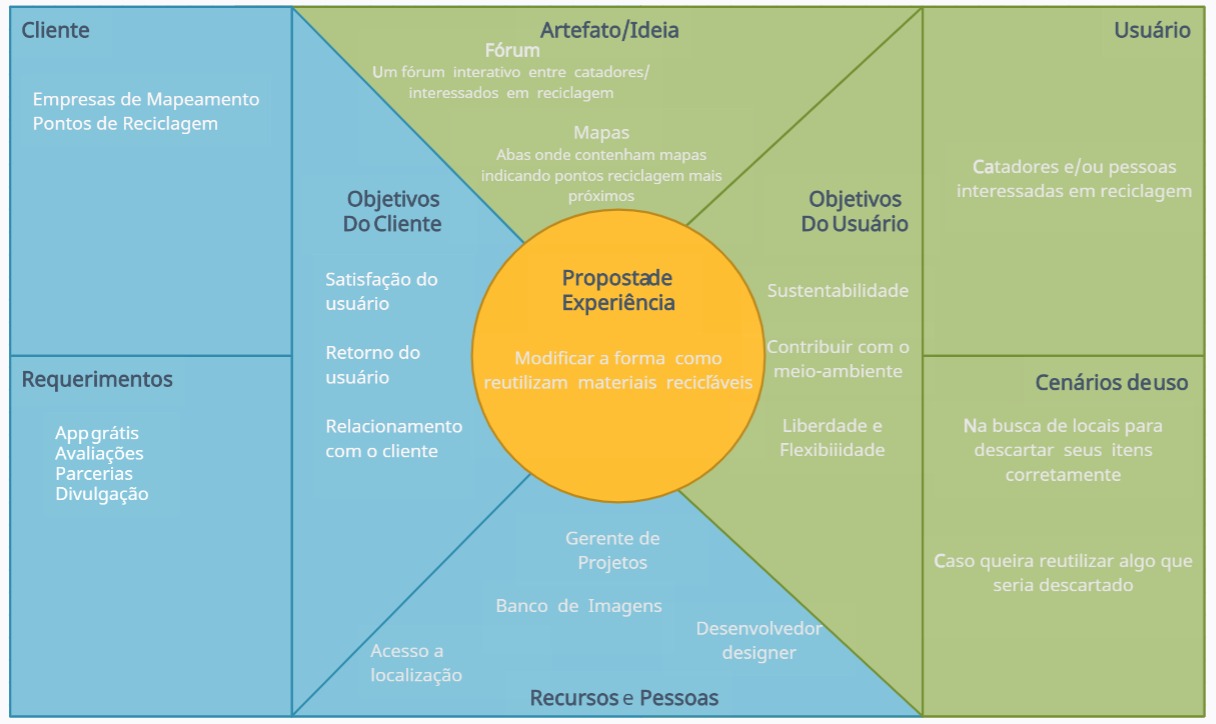 Cliente
Empresas de Mapeamento
Pontos de Reciclagem
Requerimentos
App grátis
Avaliações
Parcerias
Divulgação
Objetivos
Do Cliente
Satisfação do
usuário
Retorno do
usuário
Relacionamento
com o cliente
Artefato/Ideia
Fórum
Um fórum interativo entre catadores/
interessados em reciclagem
Mapas
Abas onde contenham mapas
indicando pontos reciclagem mais
próximos
Proposta de
Experiência
Modificar a forma como
reutilizam materiais recicláveis
Gerente de
Projetos
Banco de Imagens
Desenvolvedor
designer
Acesso a
localização
Recursos e Pessoas
Objetivos
Do Usuário
Sustentabilidade
Contribuir com o
meio-ambiente
Liberdade e
Flexibiiidade
Usuário
Catadores e/ou pessoas
interessadas em reciclagem
Cenários de uso
Na busca de locais para
descartar seus itens
corretamente
Caso queira reutilizar algo que
seria descartado